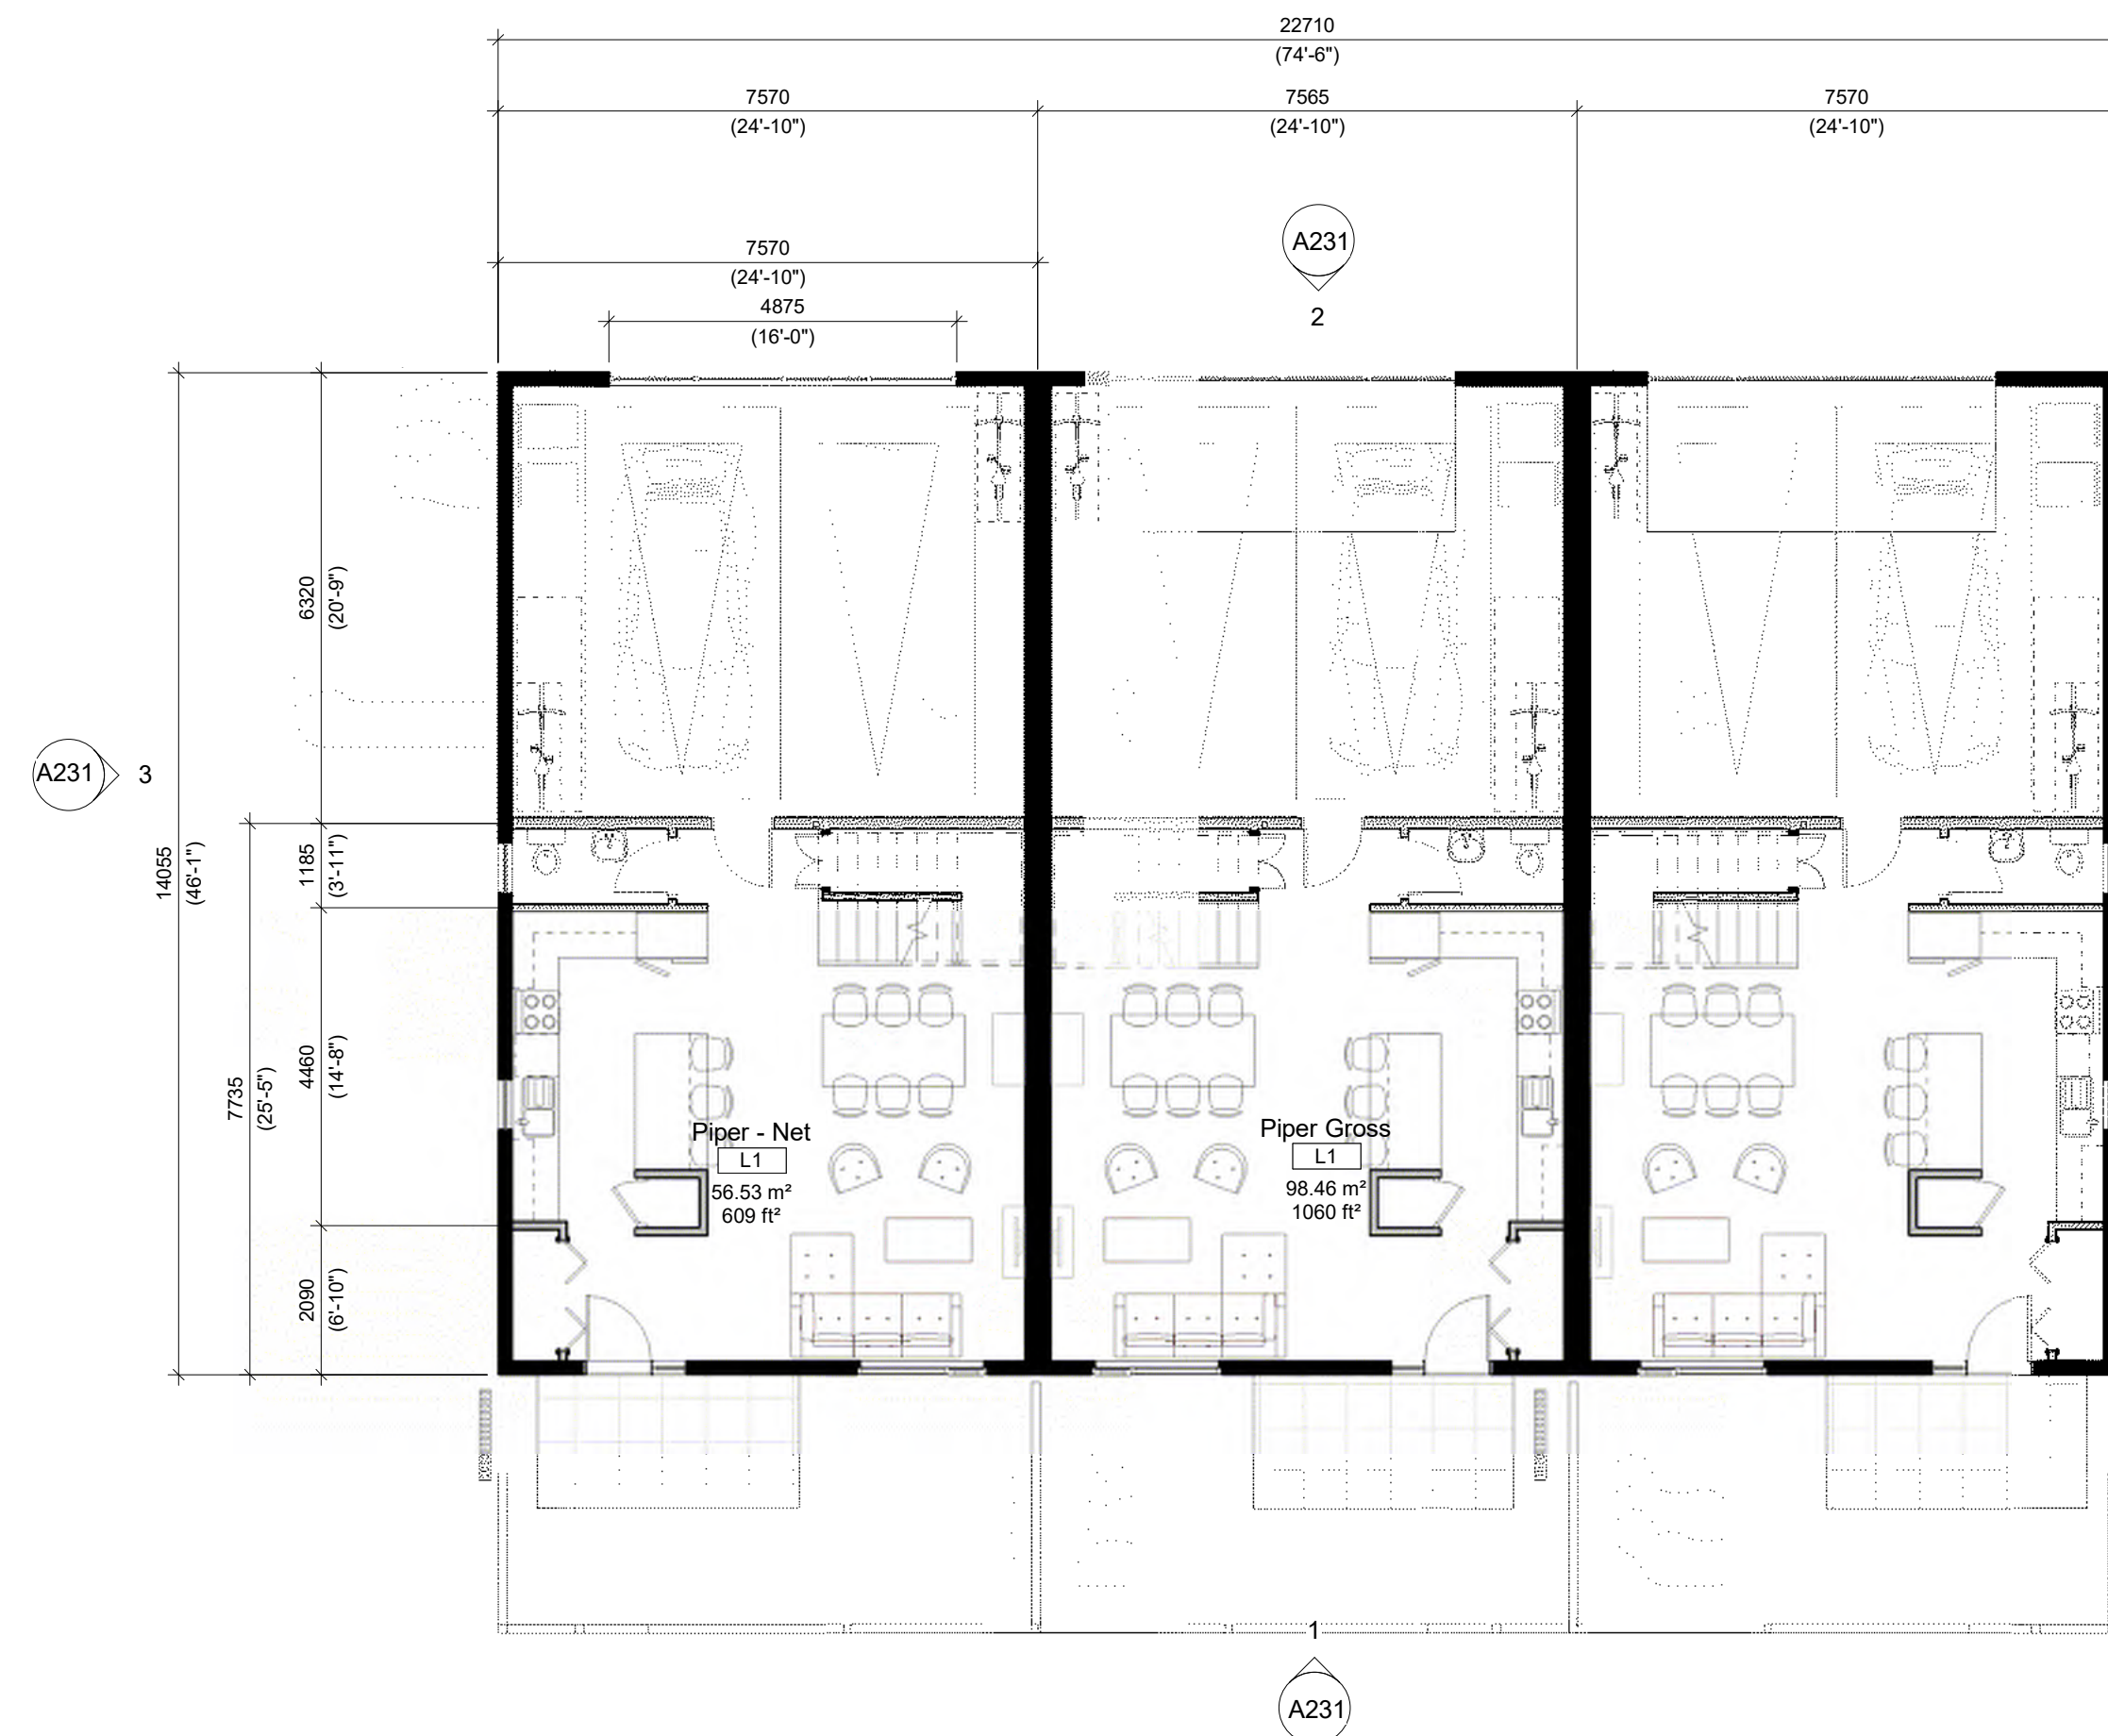 22710
(74'-6")
7570
(24'-10")
7565
(24'-10")
7570
(24'-10")
7570
(24'-10")
4875
(16'-0")
A231
2
6320
(20'-9")
A231
3
14055
(46'-1")
1185
(3'-11")
7735
(25'-5")
4460
(14'-8")
2090
(6'-10")
Piper - Net
L1
56.53 m²
609 ft²
Piper Gross
L1
98.46 m²
1060 ft²
1
A231